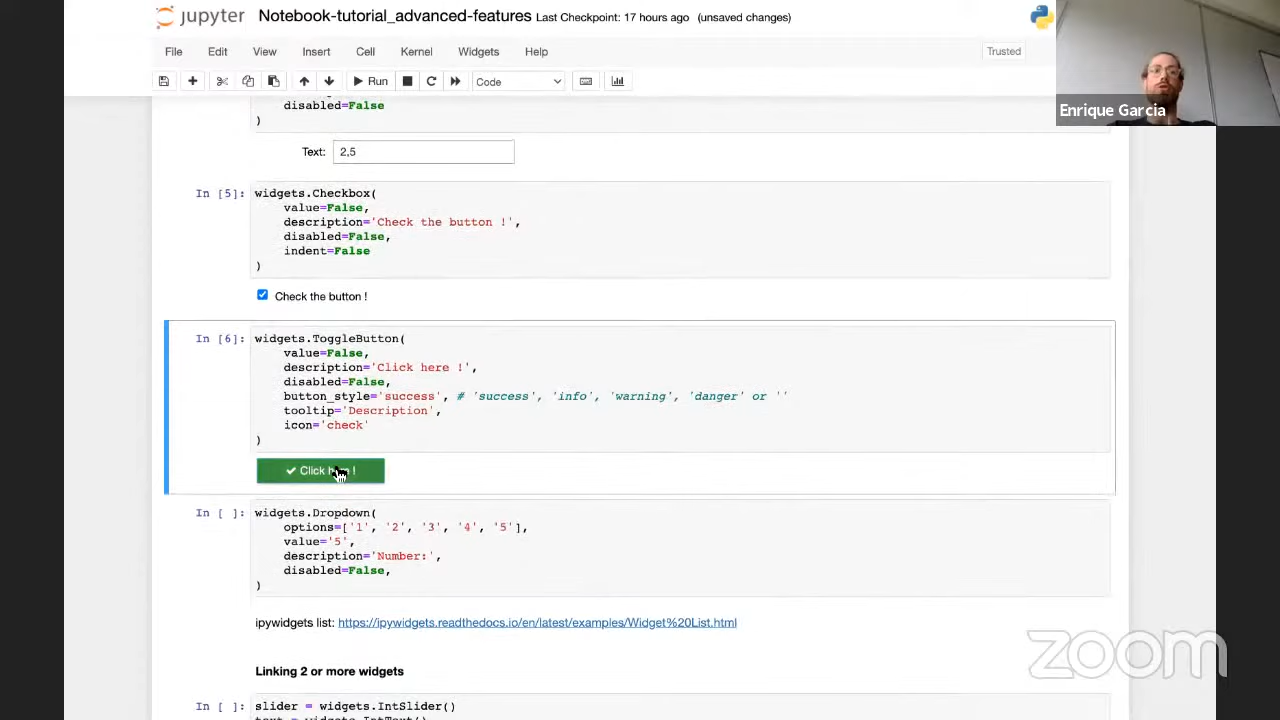 jupyter Notebook-tutorial_advanced-features Last Checkpoint: 17 hours ago (unsaved changes)
File Edit View Insert Cell Kernel Widgets Help Trusted
Run Code
Enrique Garcia
disabled=False
)
Text: 2,5
In [5]: widgets.Checkbox(
value=False,
description='Check the button !',
disabled=False,
indent=False
)
Check the button !
In [6]: widgets.ToggleButton(
value=False,
description='Click here !',
disabled=False,
button_style='success', # 'success', 'info', 'warning', 'danger' or ''
tooltip='Description',
icon='check'
)
Click here !
In [ ]: widgets.Dropdown(
options=['1', '2', '3', '4', '5'],
value='5',
description='Number:',
disabled=False,
)
ipywidgets list: https://ipywidgets.readthedocs.io/en/latest/examples/Widget%20List.html
Linking 2 or more widgets
In [ ]: slider = widgets.IntSlider()
text = widgets.IntText()
zoom